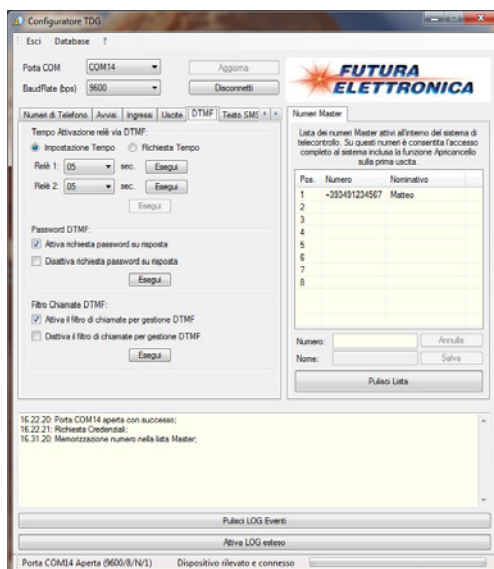 Configuratore TDG
Esci Database ?
Porta COM COM14 Aggiorna
BaudRate (bps) 9600 Disconnetti
FUTURA
ELETTRONICA
Numeri di Telefono Avvisi Ingressi Uscite DTMF Testo SMS
Tempo Attivazione relè via DTMF:
Impostazione Tempo Richiesta Tempo
Relè 1: 05 sec. Esegui
Relè 2: 05 sec. Esegui
Esegui
Password DTMF:
Attiva richiesta password su risposta
Disattiva richiesta password su risposta
Esegui
Filtro Chiamate DTMF:
Attiva il filtro di chiamate per gestione DTMF
Disttiva il filtro di chiamate per gestione DTMF
Esegui
Numeri Master
Lista dei numeri Master attivi all'interno del sistema di
telecontrollo. Su questi numeri è consentita l'accesso
completo al sistema inclusa la funzione Apricancello
sulla prima uscita.
Pos. Numero Nominativo
1 +393491234567 Matteo
2
3
4
5
6
7
8
Numero: Annulla
Nome: Salva
Pulisci Lista
16.22.20: Porta COM14 aperta con successo;
16.22.21: Richiesta Credenziali;
16.31.20: Memorizzazione numero nella lista Master;
Pulisci LOG Eventi
Attiva LOG esteso
Porta COM14 Aperta (9600/8/N/1) Dispositivo rilevato e connesso